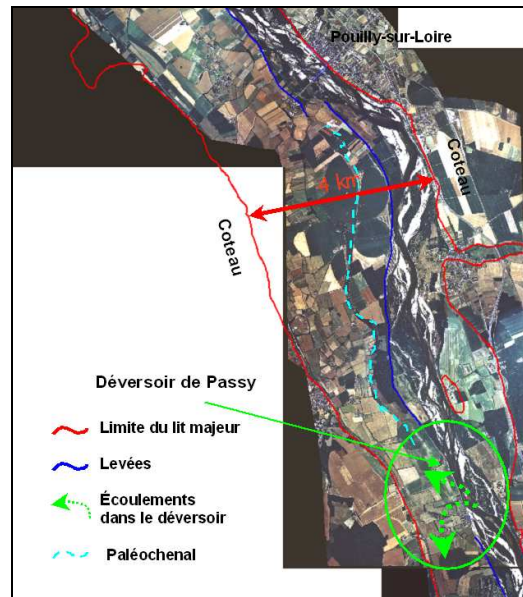 Pouilly-sur-Loire
Coteau
4 km
Coteau
Déversoir de Passy
Limite du lit majeur
Levées
Écoulements
dans le déversoir
Paléochenal